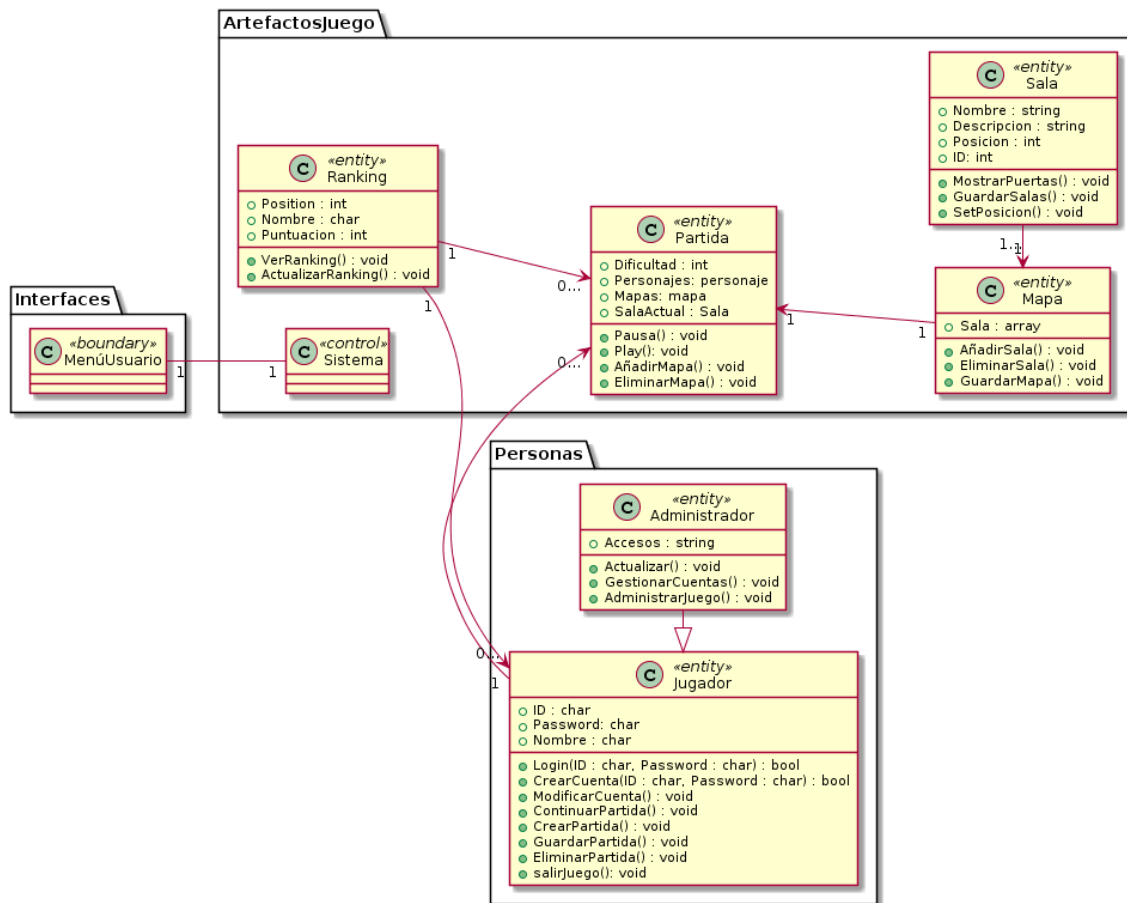 ArtefactosJuego
«entity»
Sala
Nombre : string
Descripcion : string
Posicion : int
ID: int
MostrarPuertas() : void
GuardarSalas() : void
SetPosicion() : void
«entity»
Ranking
Position : int
Nombre : char
Puntuacion : int
VerRanking() : void
ActualizarRanking() : void
«entity»
Partida
Dificultad : int
Personajes: personaje
Mapas: mapa
SalaActual : Sala
Pausa() : void
Play(): void
AñadirMapa() : void
EliminarMapa() : void
1..
1
«entity»
Mapa
Sala : array
AñadirSala() : void
EliminarSala() : void
GuardarMapa() : void
1
0...
1
1
1
0...
Interfaces
«boundary»
MenúUsuario
1
1
«control»
Sistema
Personas
«entity»
Administrador
Accesos : string
Actualizar() : void
GestionarCuentas() : void
AdministrarJuego() : void
0...
1
«entity»
Jugador
ID : char
Password: char
Nombre : char
Login(ID : char, Password : char) : bool
CrearCuenta(ID : char, Password : char) : bool
ModificarCuenta() : void
ContinuarPartida() : void
CrearPartida() : void
GuardarPartida() : void
EliminarPartida() : void
salirJuego(): void